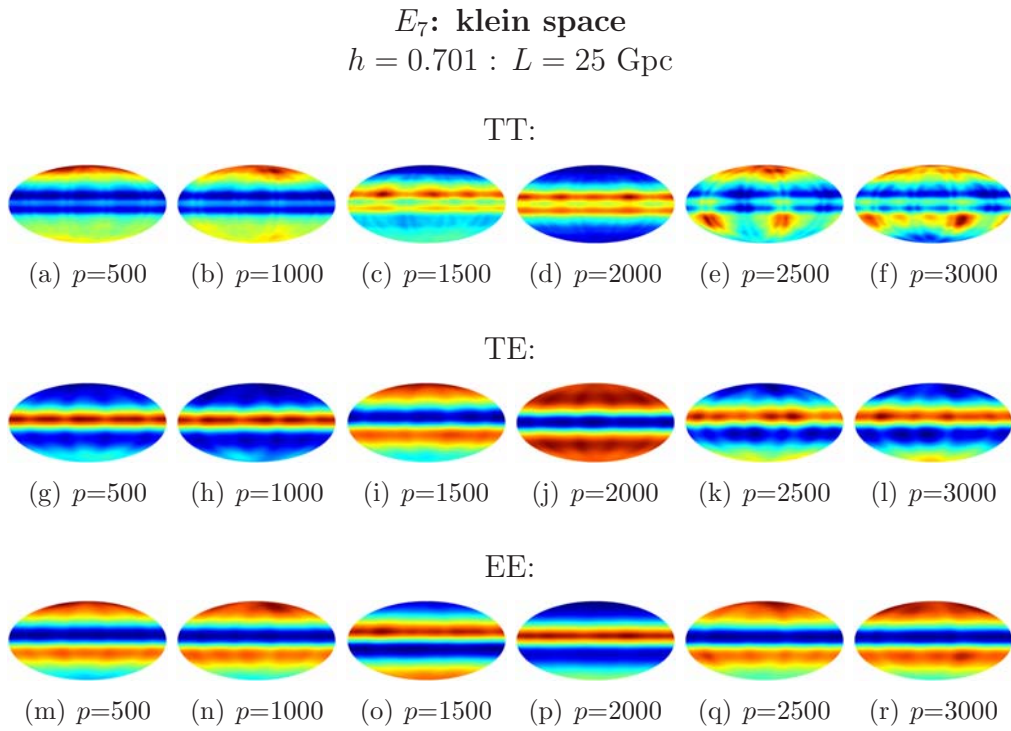 E₇: klein space
h = 0.701 : L = 25 Gpc
TT:
(a) p=500 (b) p=1000 (c) p=1500 (d) p=2000 (e) p=2500 (f) p=3000
TE:
(g) p=500 (h) p=1000 (i) p=1500 (j) p=2000 (k) p=2500 (l) p=3000
EE:
(m) p=500 (n) p=1000 (o) p=1500 (p) p=2000 (q) p=2500 (r) p=3000